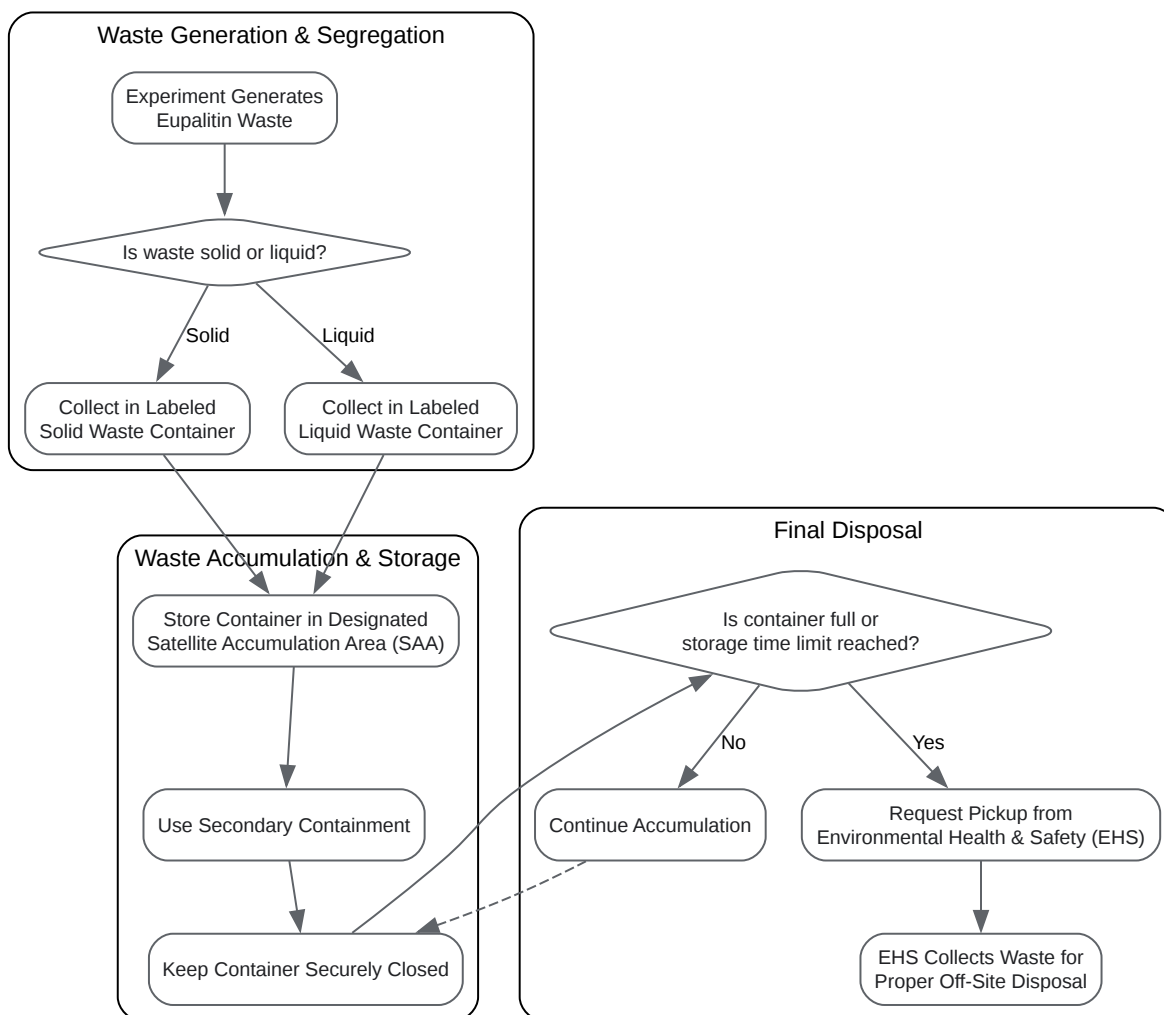 Waste Generation & Segregation
Experiment Generates
Eupalitin Waste
Is waste solid or liquid?
Solid
Liquid
Collect in Labeled
Solid Waste Container
Collect in Labeled
Liquid Waste Container
Waste Accumulation & Storage
Store Container in Designated
Satellite Accumulation Area (SAA)
Use Secondary Containment
Keep Container Securely Closed
Final Disposal
Is container full or
storage time limit reached?
No
Yes
Continue Accumulation
Request Pickup from
Environmental Health & Safety (EHS)
EHS Collects Waste for
Proper Off-Site Disposal